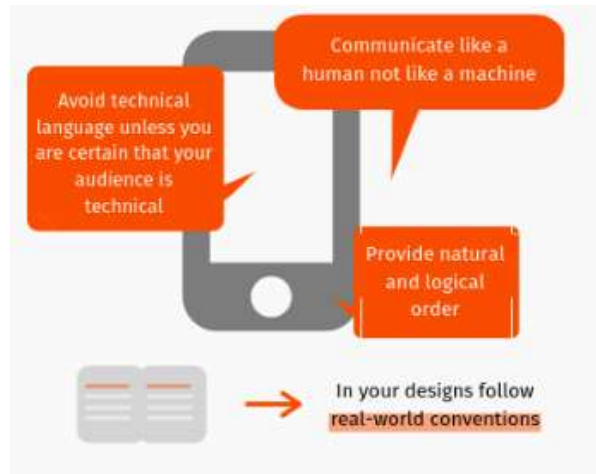 Communicate like a
human not like a machine
Avoid technical
language unless you
are certain that your
audience is
technical
Provide natural
and logical
order
In your designs follow
real-world conventions